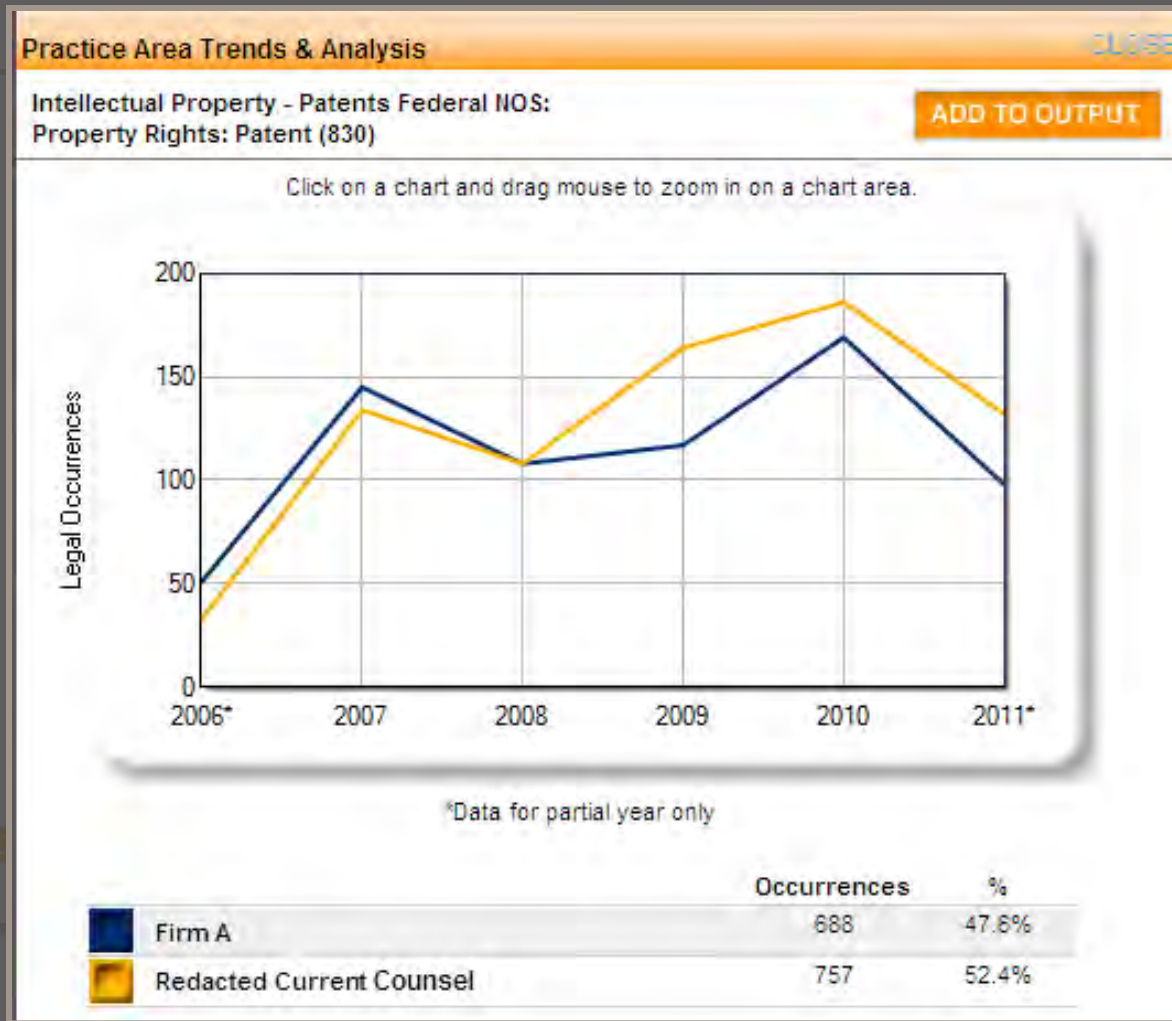 Practice Area Trends & Analysis
CLOSE
Intellectual Property - Patents Federal NOS:
Property Rights: Patent (830)
ADD TO OUTPUT
Click on a chart and drag mouse to zoom in on a chart area.
200
150
100
50
0
Legal Occurrences
2006* 2007 2008 2009 2010 2011*
*Data for partial year only
Occurrences %
Firm A 688 47.6%
Redacted Current Counsel 757 52.4%